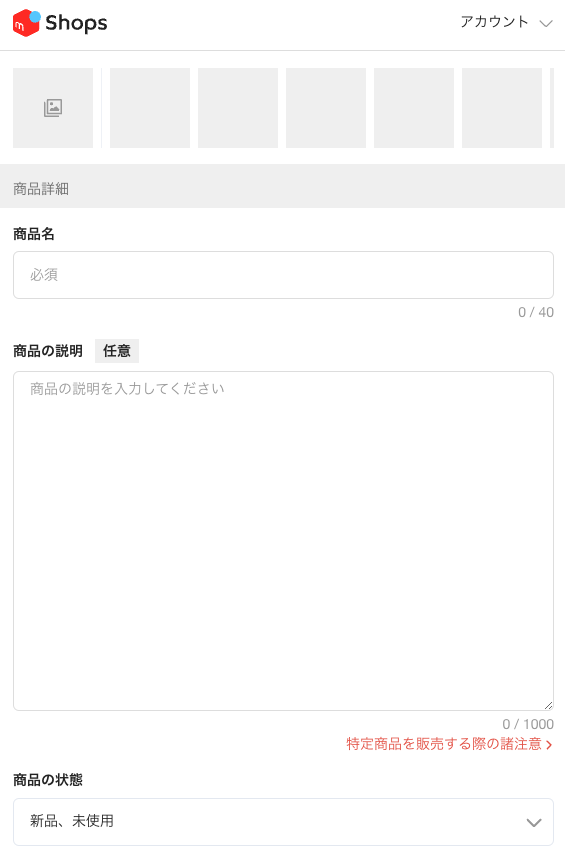 Shops
アカウント
商品詳細
商品名
必須
0 / 40
商品の説明 任意
商品の説明を入力してください
0 / 1000
特定商品を販売する際の諸注意
商品の状態
新品、未使用